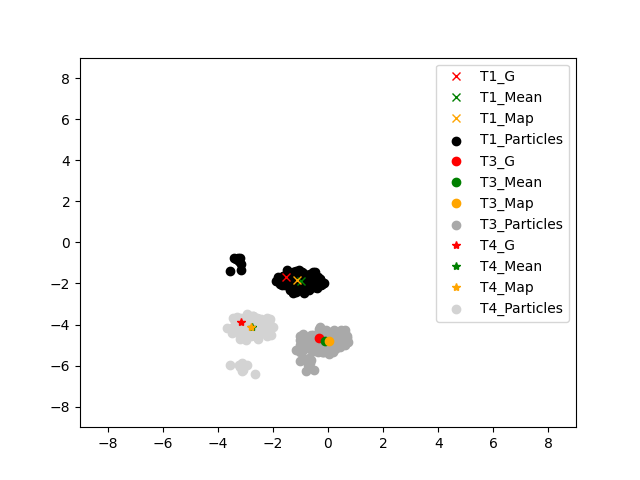 8
6
4
2
0
−2
−4
−6
−8
−8
−6
−4
−2
0
2
4
6
8
T1_G
T1_Mean
T1_Map
T1_Particles
T3_G
T3_Mean
T3_Map
T3_Particles
T4_G
T4_Mean
T4_Map
T4_Particles